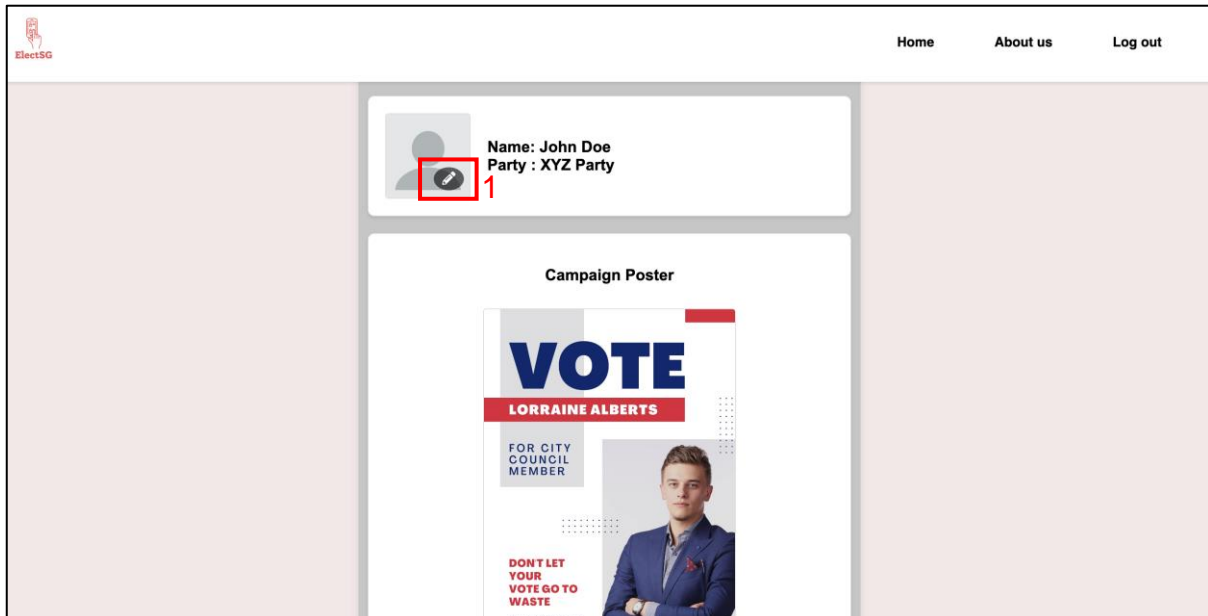 ElectSG
Home About us Log out
Name: John Doe
Party : XYZ Party
1
Campaign Poster
VOTE
LORRAINE ALBERTS
FOR CITY
COUNCIL
MEMBER
DON'T LET
YOUR
VOTE GO TO
WASTE